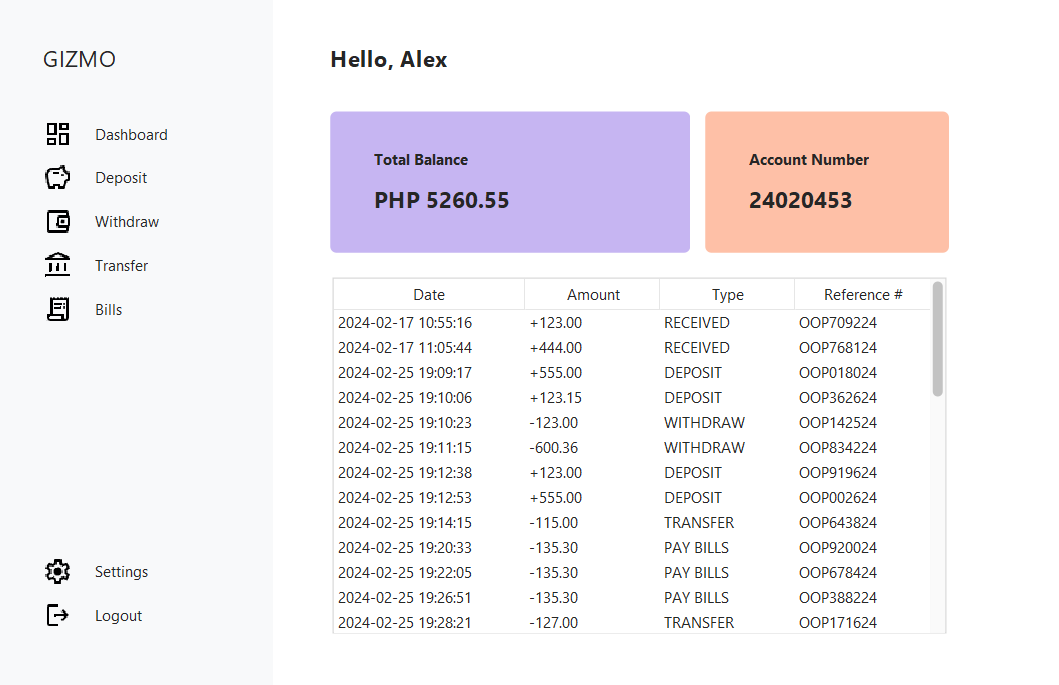 GIZMO
Dashboard
Deposit
Withdraw
Transfer
Bills
Settings
Logout
Hello, Alex
Total Balance
PHP 5260.55
Account Number
24020453
Date Amount Type Reference #
2024-02-17 10:55:16 +123.00 RECEIVED OOP709224
2024-02-17 11:05:44 +444.00 RECEIVED OOP768124
2024-02-25 19:09:17 +555.00 DEPOSIT OOP018024
2024-02-25 19:10:06 +123.15 DEPOSIT OOP362624
2024-02-25 19:10:23 -123.00 WITHDRAW OOP142524
2024-02-25 19:11:15 -600.36 WITHDRAW OOP834224
2024-02-25 19:12:38 +123.00 DEPOSIT OOP919624
2024-02-25 19:12:53 +555.00 DEPOSIT OOP002624
2024-02-25 19:14:15 -115.00 TRANSFER OOP643824
2024-02-25 19:20:33 -135.30 PAY BILLS OOP920024
2024-02-25 19:22:05 -135.30 PAY BILLS OOP678424
2024-02-25 19:26:51 -135.30 PAY BILLS OOP388224
2024-02-25 19:28:21 -127.00 TRANSFER OOP171624